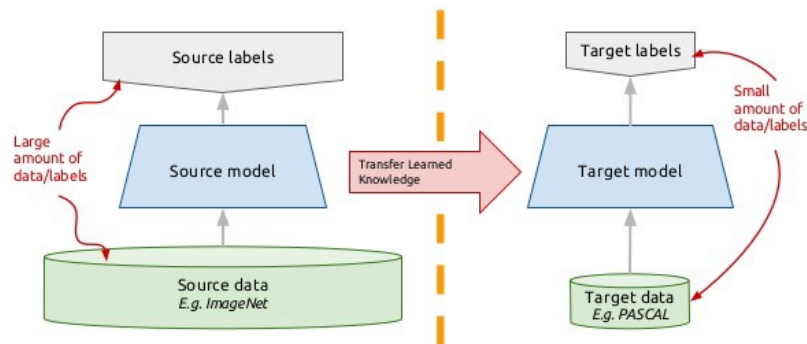 Source labels
Large
amount of
data/labels
Source model
Source data
E.g. ImageNet
Transfer Learned
Knowledge
Target labels
Small
amount of
data/labels
Target model
Target data
E.g. PASCAL